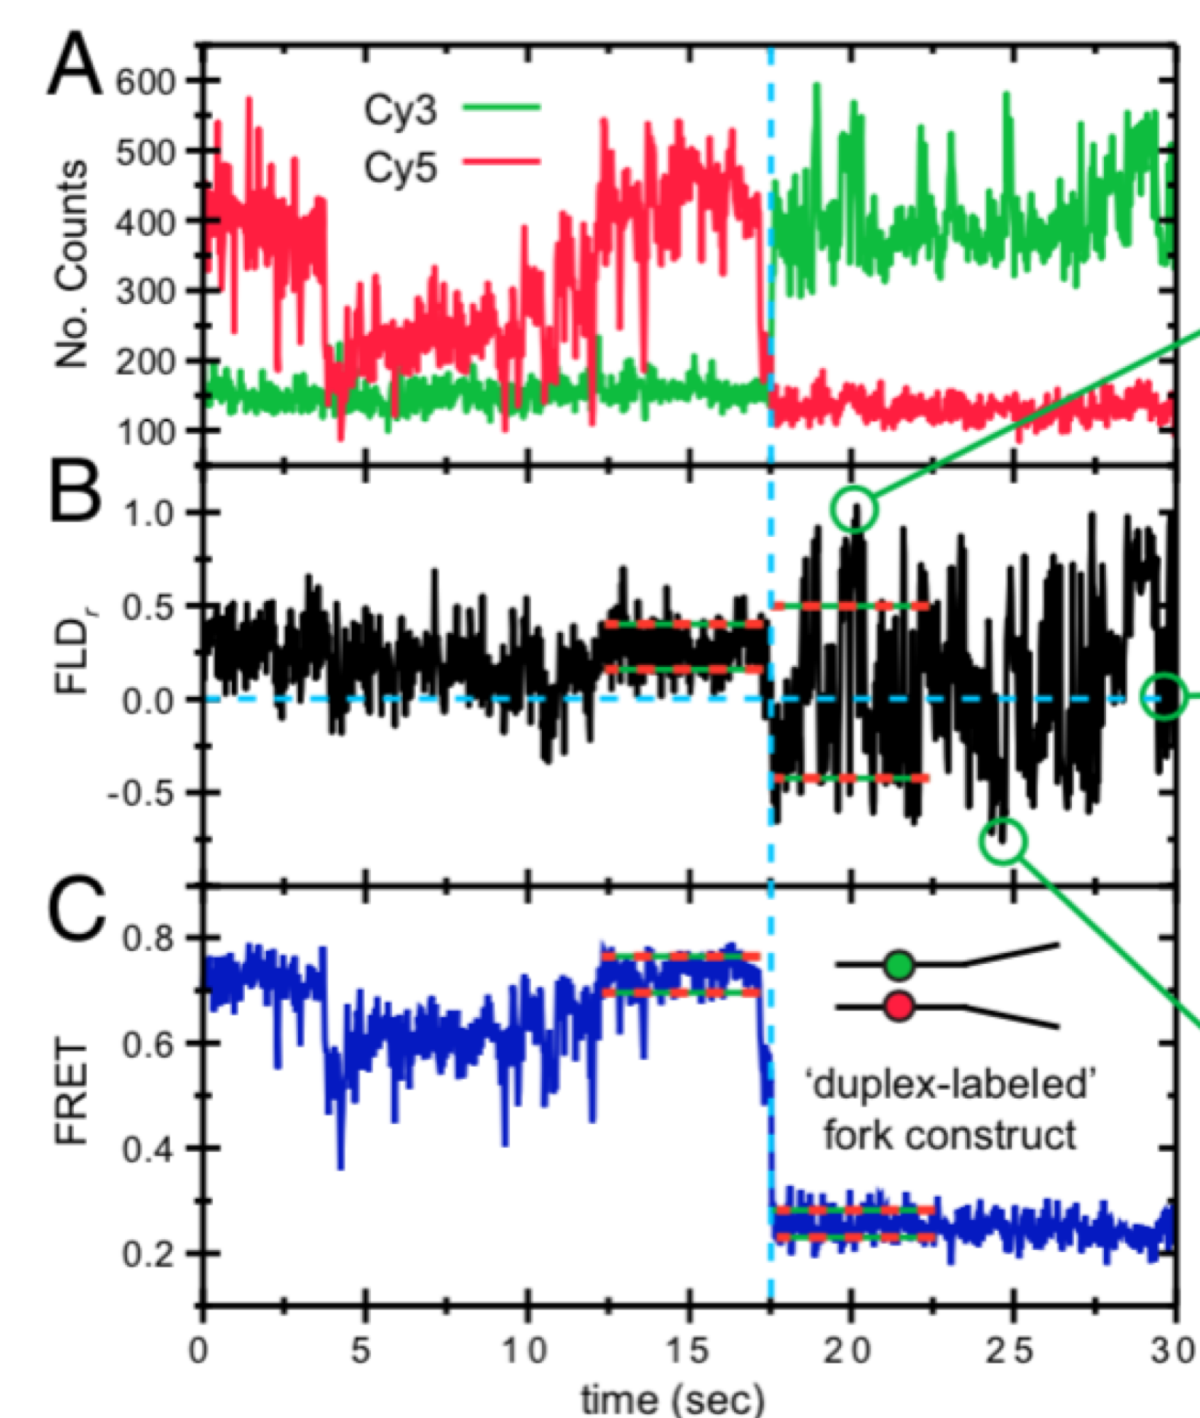 A
600
500
400
300
200
100
No. Counts
Cy3
Cy5
B
1.0
0.5
0.0
-0.5
FLDr
C
0.8
0.6
0.4
0.2
FRET
‘duplex-labeled’
fork construct
0 5 10 15 20 25 30
time (sec)